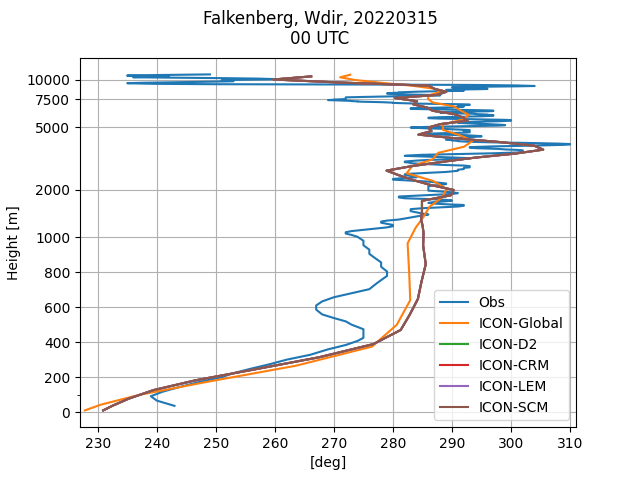 Falkenberg, Wdir, 20220315
00 UTC
Height [m]
10000
7500
5000
2000
1000
800
600
400
200
0
230
240
250
260
270
280
290
300
310
[deg]
Obs
ICON-Global
ICON-D2
ICON-CRM
ICON-LEM
ICON-SCM